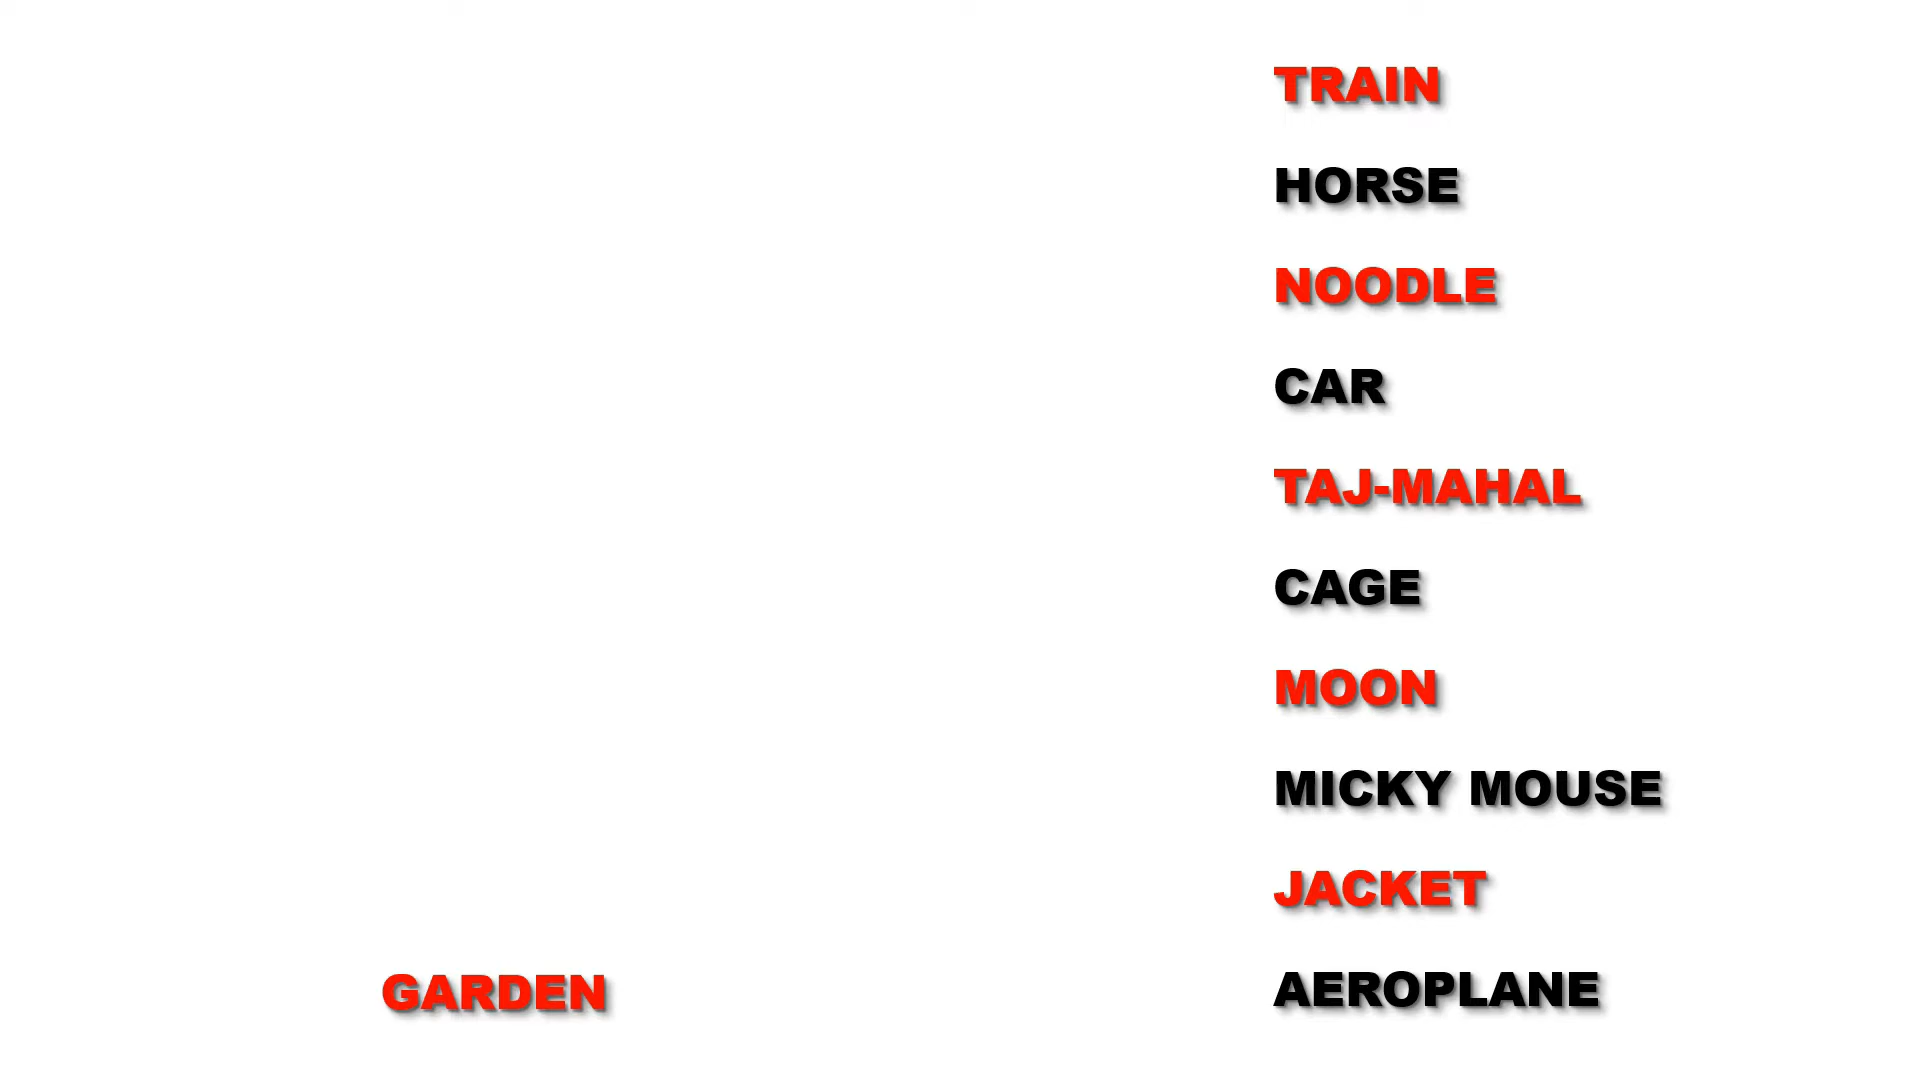 TRAIN
HORSE
NOODLE
CAR
TAJ-MAHAL
CAGE
MOON
MICKY MOUSE
JACKET
GARDEN
AEROPLANE